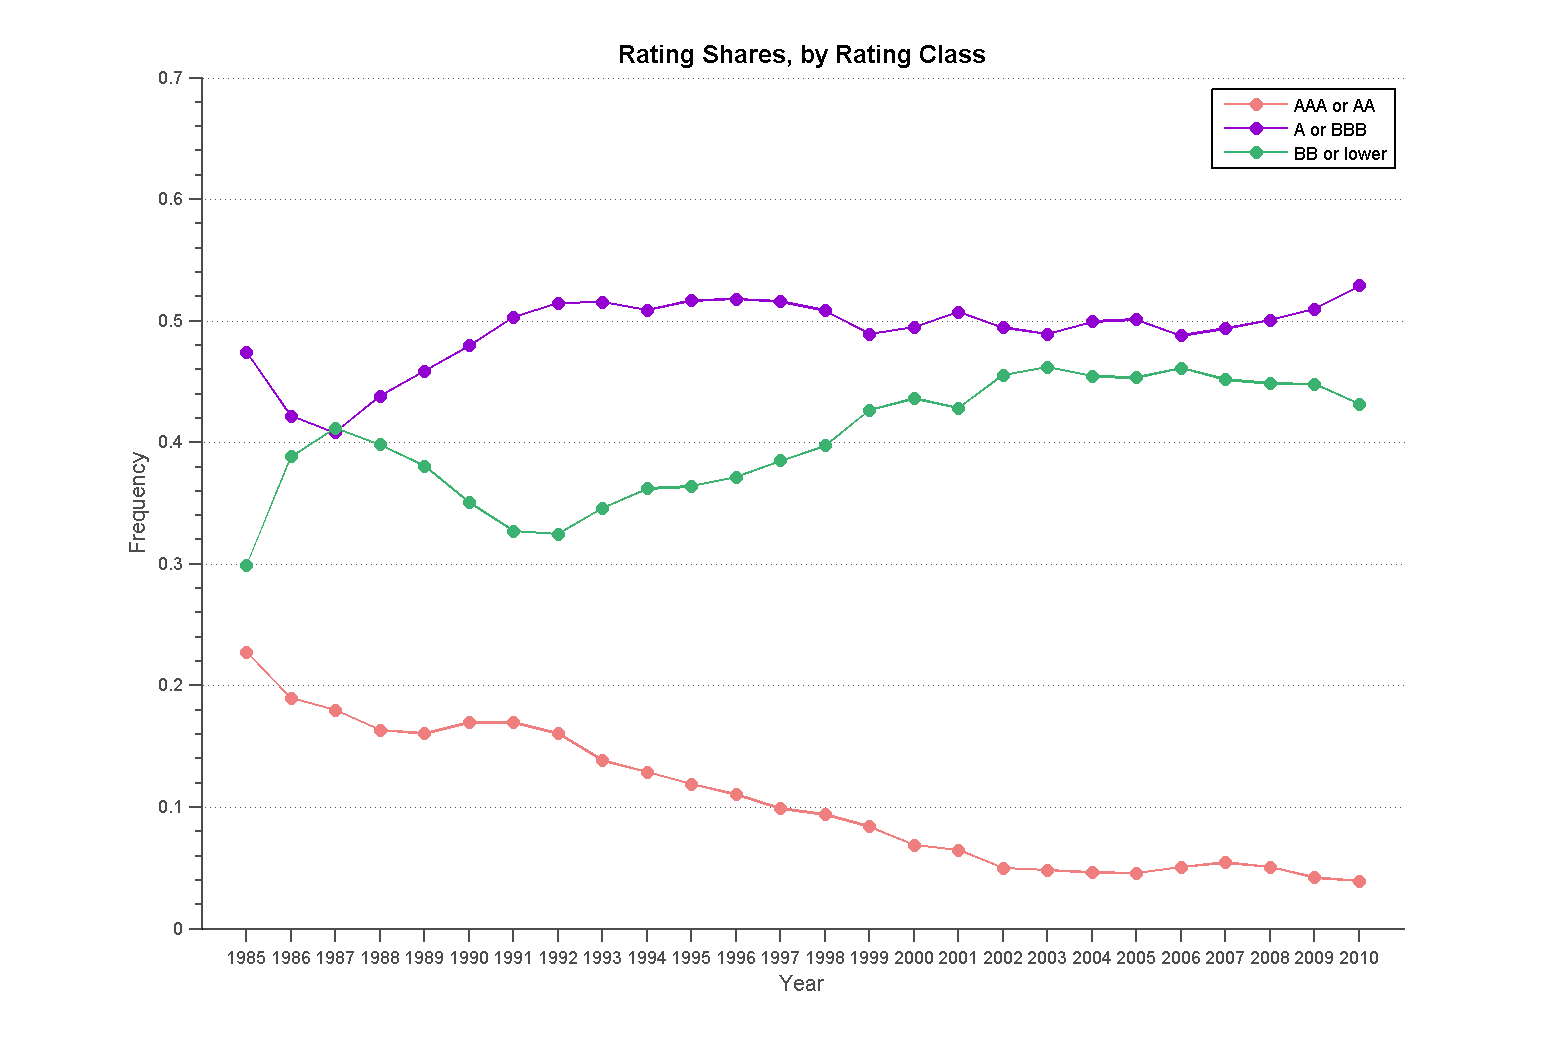 Rating Shares, by Rating Class
AAA or AA
A or BBB
BB or lower
0.7
0.6
0.5
0.4
0.3
0.2
0.1
0
Frequency
1985 1986 1987 1988 1989 1990 1991 1992 1993 1994 1995 1996 1997 1998 1999 2000 2001 2002 2003 2004 2005 2006 2007 2008 2009 2010
Year